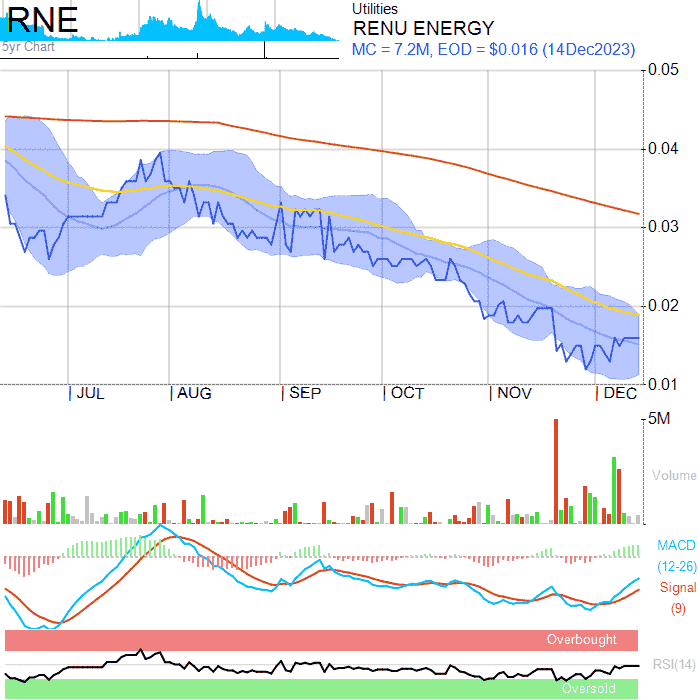 RNE
5yr Chart
Utilities
RENU ENERGY
MC = 7.2M, EOD = $0.016 (14Dec2023)
0.05
0.04
0.03
0.02
0.01
JUL AUG SEP OCT NOV DEC
5M
Volume
MACD
(12-26)
Signal
(9)
Overbought
RSI(14)
Oversold